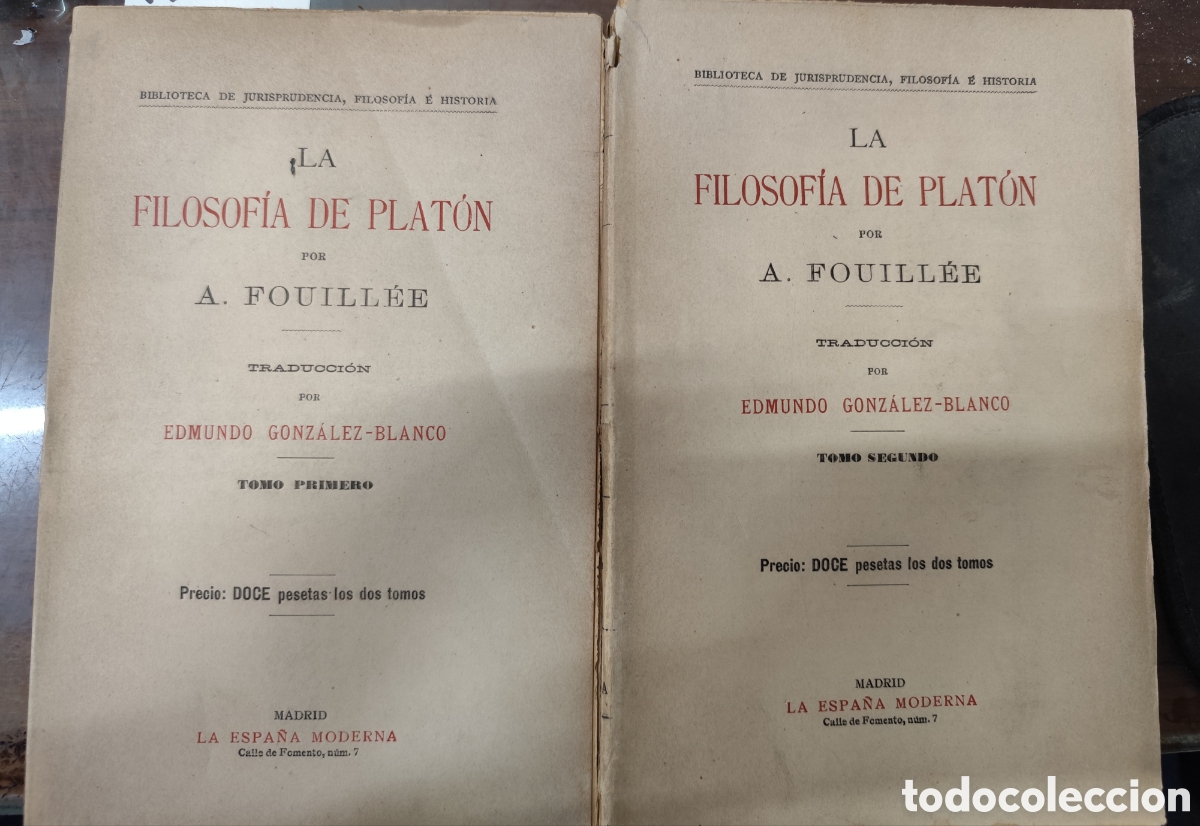 BIBLIOTECA DE JURISPRUDENCIA, FILOSOFÍA É HISTORIA
LA
FILOSOFÍA DE PLATÓN
POR
A. FOUILLÉE
TRADUCCIÓN
POR
EDMUNDO GONZÁLEZ-BLANCO
TOMO PRIMERO
Precio: DOCE pesetas los dos tomos
MADRID
LA ESPAÑA MODERNA
Calle de Fomento, núm. 7
BIBLIOTECA DE JURISPRUDENCIA, FILOSOFÍA É HISTORIA
LA
FILOSOFÍA DE PLATÓN
POR
A. FOUILLÉE
TRADUCCIÓN
POR
EDMUNDO GONZÁLEZ-BLANCO
TOMO SEGUNDO
Precio: DOCE pesetas los dos tomos
MADRID
LA ESPAÑA MODERNA
Calle de Fomento, núm. 7
todocoleccion